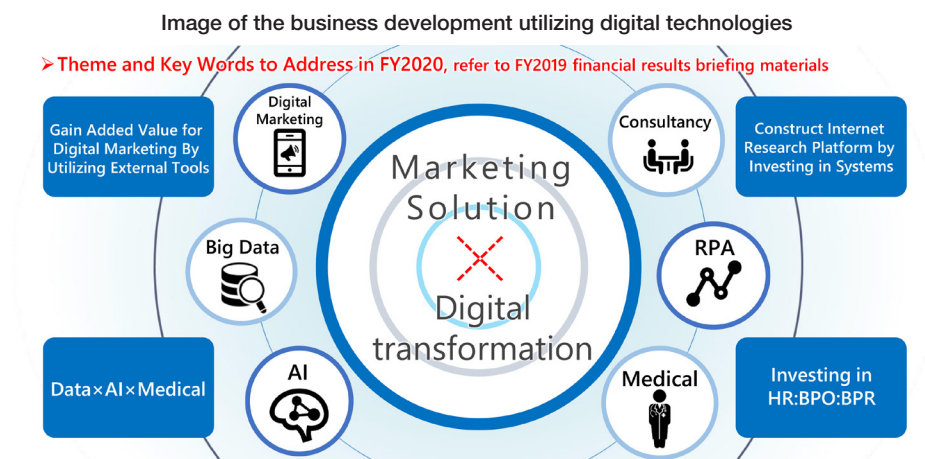 Image of the business development utilizing digital technologies
➢Theme and Key Words to Address in FY2020, refer to FY2019 financial results briefing materials
Gain Added Value for
Digital Marketing By
Utilizing External Tools
Digital
Marketing
Consultancy
Construct Internet
Research Platform by
Investing in Systems
Marketing
Solution
×
Digital
transformation
Big Data
RPA
Data×AI×Medical
AI
Medical
Investing in
HR:BPO:BPR